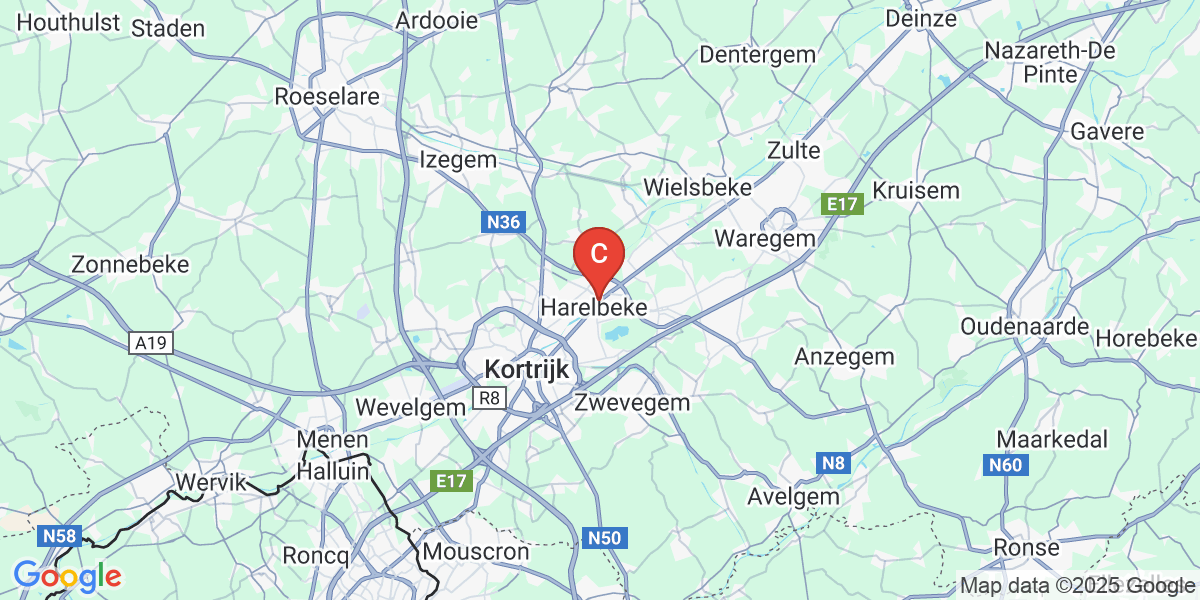 Houthulst
Staden
Ardooie
Deinze
Dentergem
Nazareth-De
Pinte
Roeselare
Gavere
Izegem
Zulte
Wielsbeke
Kruisem
E17
N36
Waregem
C
Zonnebeke
Harelbeke
Oudenaarde
Horebeke
A19
Anzegem
Kortrijk
R8
Wevelgem
Zwevegem
Menen
Maarkedal
Halluin
N8
N60
Wervik
E17
Avelgem
N58
N50
Roncq
Mouscron
Ronse
Google
Map data ©2025 Google